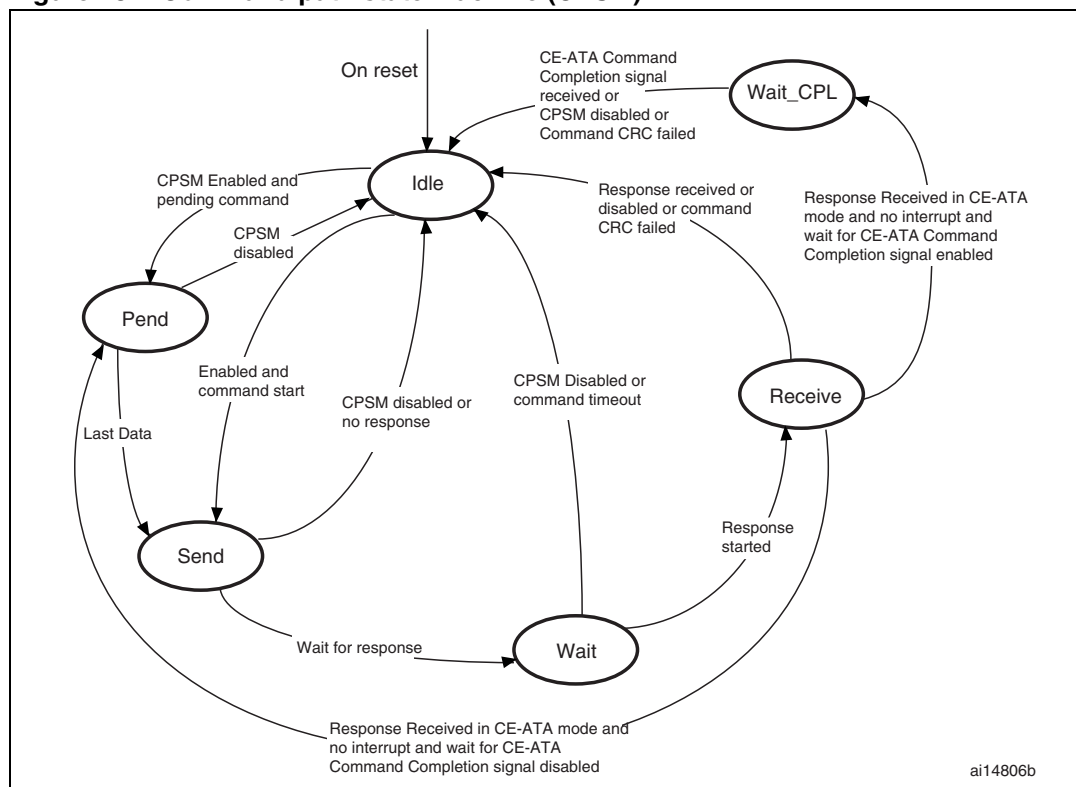 On reset
CE-ATA Command
Completion signal
received or
CPSM disabled or
Command CRC failed
Wait_CPL
Idle
CPSM Enabled and
pending command
CPSM
disabled
Response received or
disabled or command
CRC failed
Response Received in CE-ATA
mode and no interrupt and
wait for CE-ATA Command
Completion signal enabled
Pend
Enabled and
command start
CPSM disabled or
no response
CPSM Disabled or
command timeout
Receive
Last Data
Response
started
Send
Wait for response
Wait
Response Received in CE-ATA mode and
no interrupt and wait for CE-ATA
Command Completion signal disabled
ai14806b